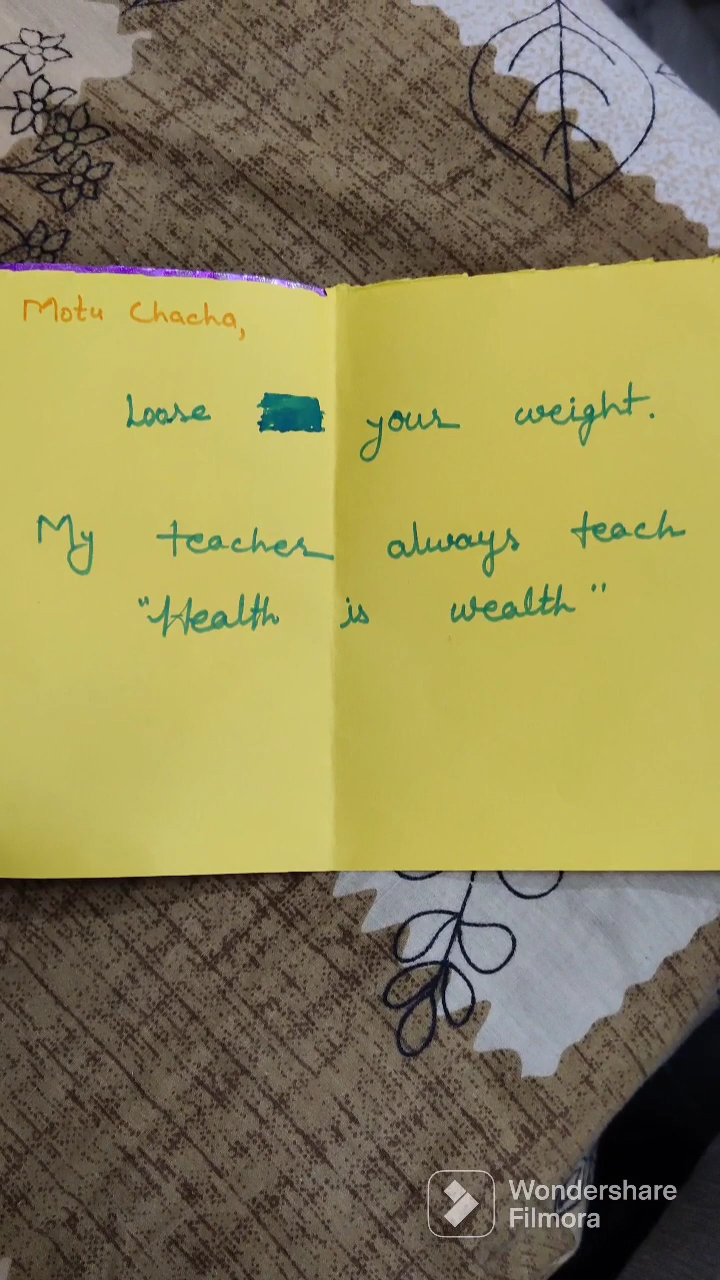 Motu Chacha,
Loose your weight.
My teacher always teach
"Health is wealth"
Wondershare
Filmora